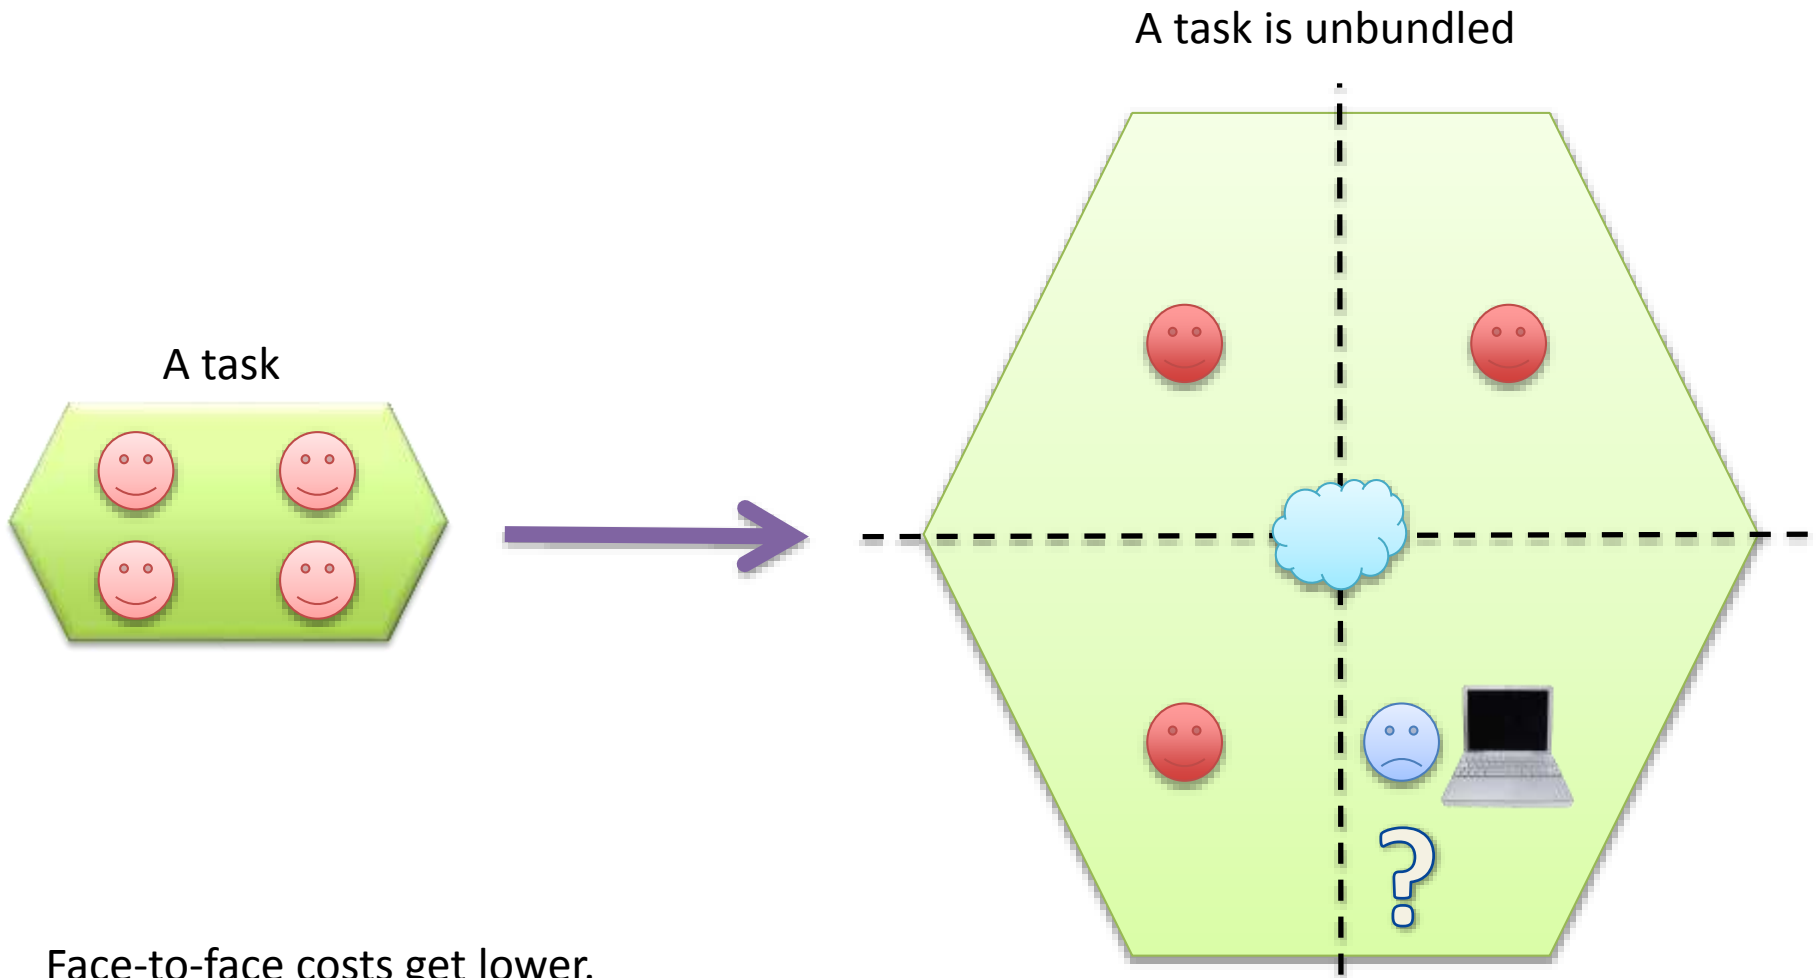 A task is unbundled
A task
?
Face-to-face costs get lower.